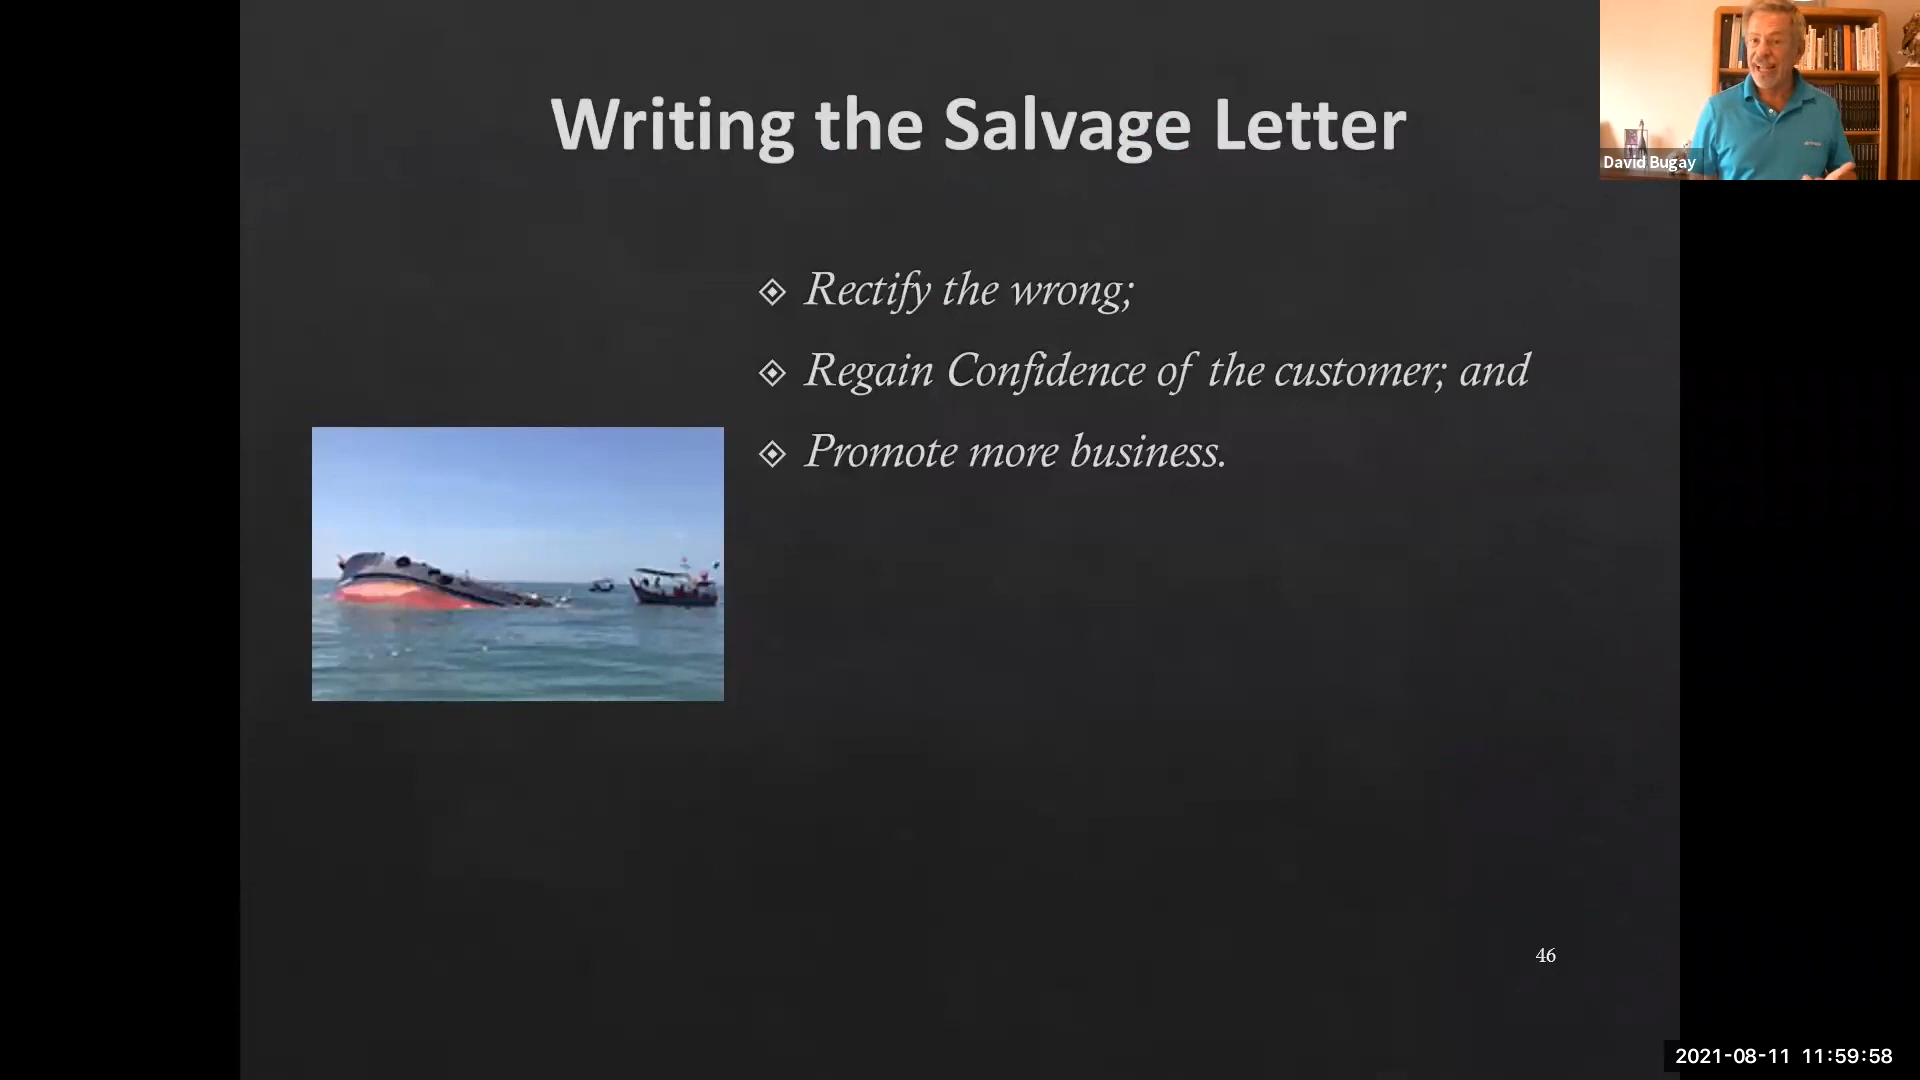 Writing the Salvage Letter
David Bugay
Rectify the wrong;
Regain Confidence of the customer; and
Promote more business.
46
2021-08-11 11:59:58